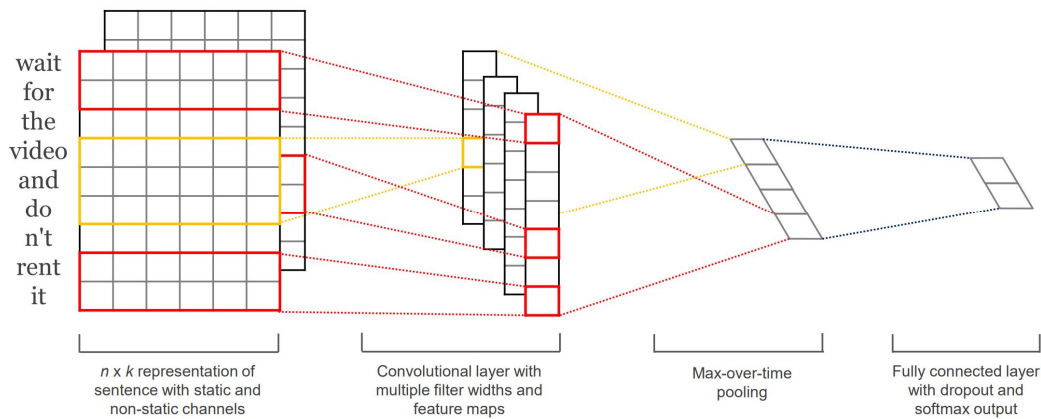 wait
for
the
video
and
do
n't
rent
it
n x k representation of
sentence with static and
non-static channels
Convolutional layer with
multiple filter widths and
feature maps
Max-over-time
pooling
Fully connected layer
with dropout and
softmax output